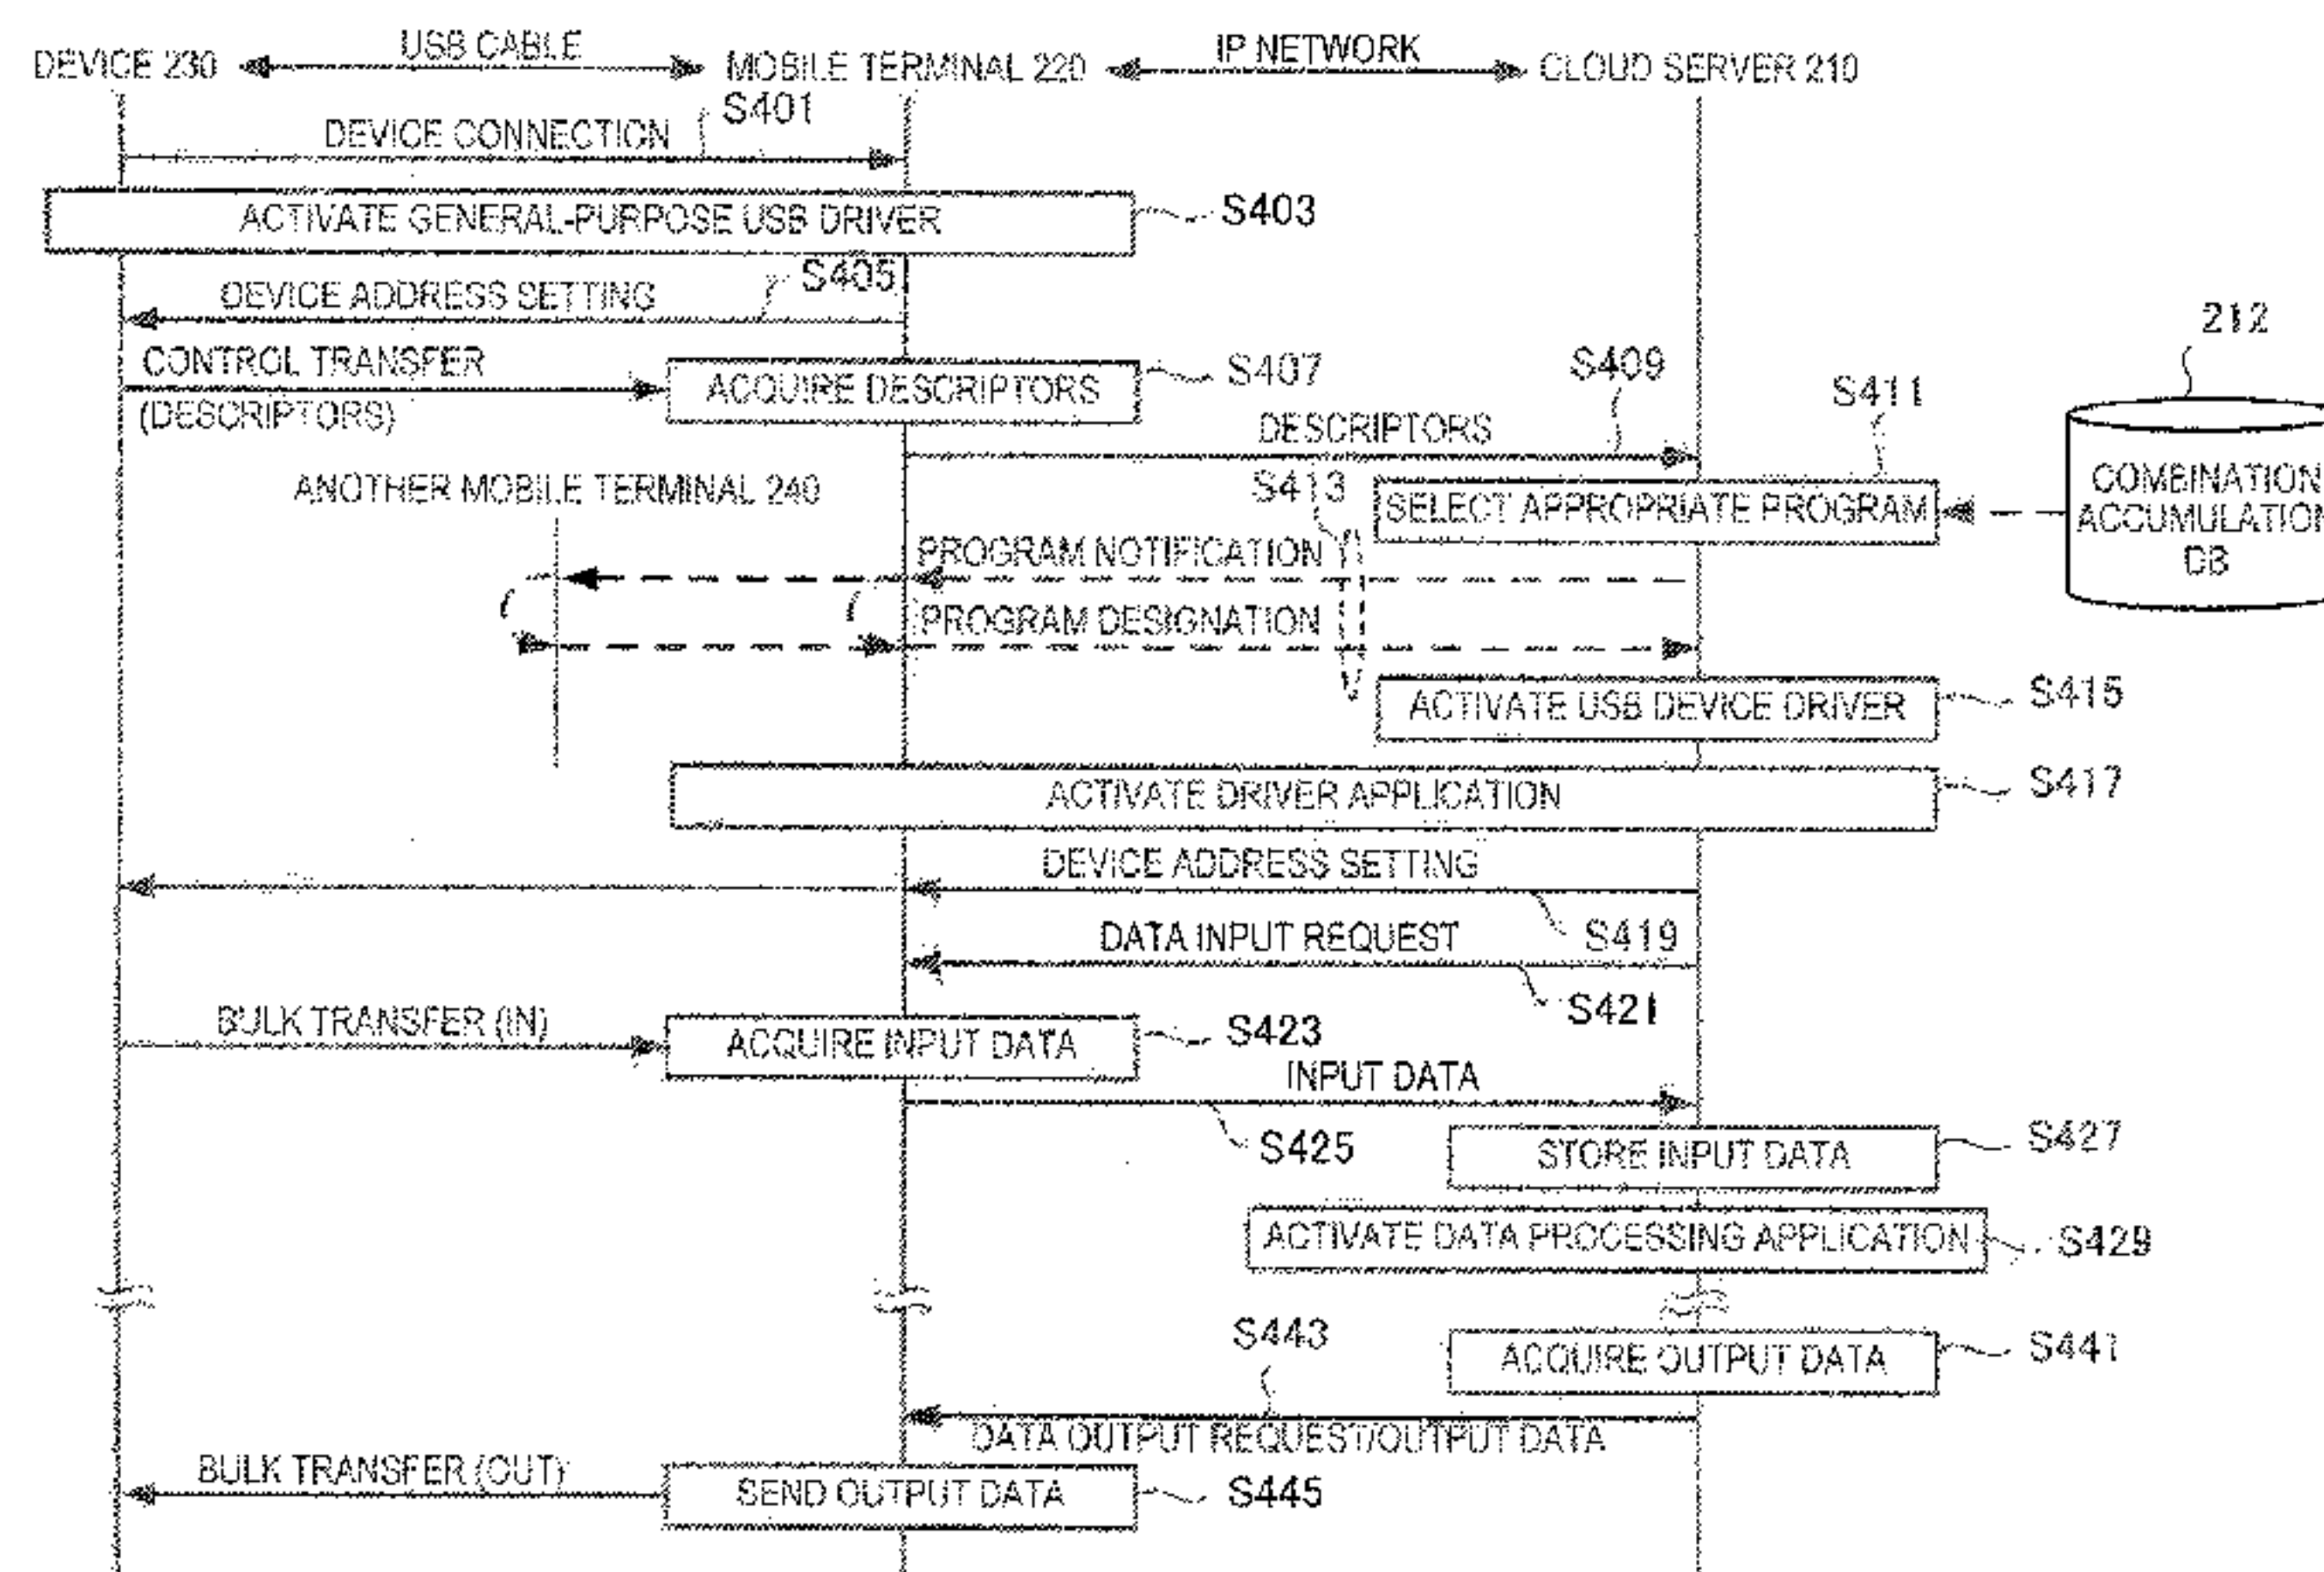 DEVICE 230
USB CABLE
MOBILE TERMINAL 220
IP NETWORK
CLOUD SERVER 210
DEVICE CONNECTION
S401
ACTIVATE GENERAL-PURPOSE USB DRIVER
S403
DEVICE ADDRESS SETTING
S405
CONTROL TRANSFER
(DESCRIPTORS)
ACQUIRE DESCRIPTORS
S407
DESCRIPTORS
S409
S411
212
COMBINATION
ACCUMULATION
DB
ANOTHER MOBILE TERMINAL 240
S413
SELECT APPROPRIATE PROGRAM
PROGRAM NOTIFICATION
PROGRAM DESIGNATION
ACTIVATE USB DEVICE DRIVER
S415
ACTIVATE DRIVER APPLICATION
S417
DEVICE ADDRESS SETTING
S419
DATA INPUT REQUEST
S421
BULK TRANSFER (IN)
ACQUIRE INPUT DATA
S423
INPUT DATA
S425
STORE INPUT DATA
S427
ACTIVATE DATA PROCESSING APPLICATION
S429
ACQUIRE OUTPUT DATA
S441
S443
DATA OUTPUT REQUEST/OUTPUT DATA
BULK TRANSFER (OUT)
SEND OUTPUT DATA
S445